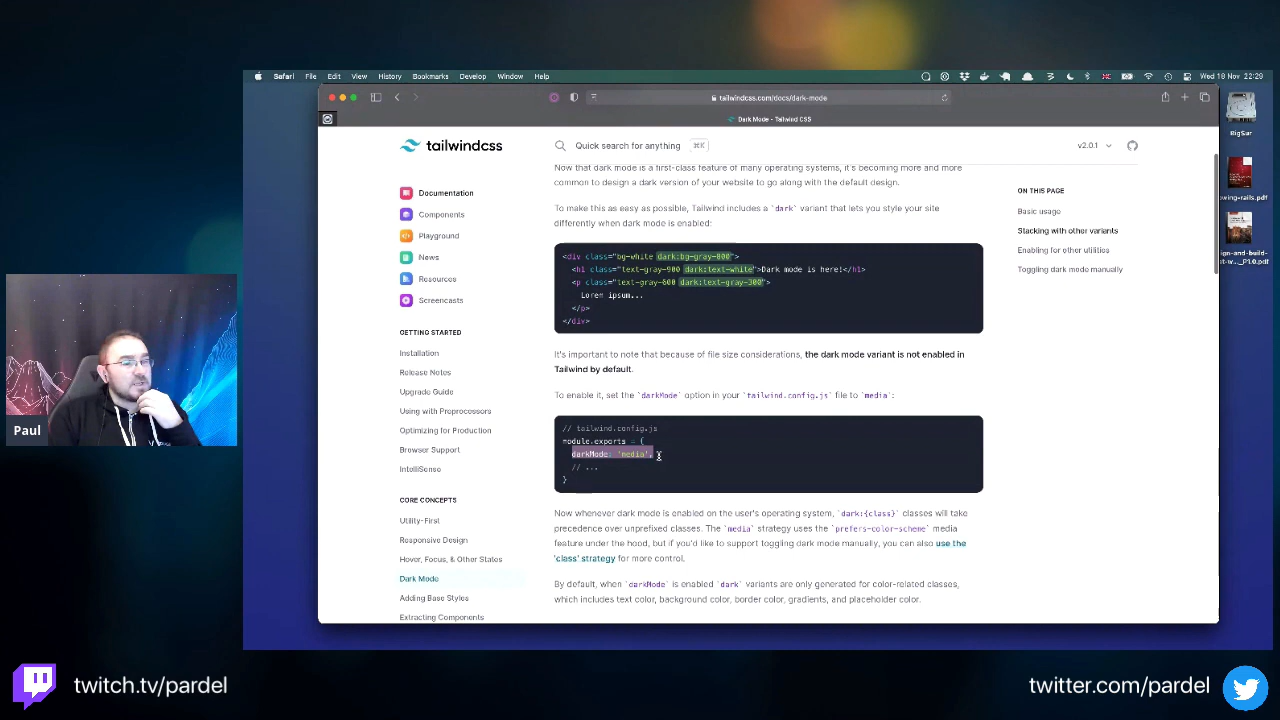 Safari File Edit View History Bookmarks Develop Window Help
Wed 18 Nov 22:29
tailwindcss.com/docs/dark-mode
Dark Mode - Tailwind CSS
tailwindcss
Quick search for anything
⌘K
v2.0.1
Documentation
Components
Playground
News
Resources
Screencasts
GETTING STARTED
Installation
Release Notes
Upgrade Guide
Using with Preprocessors
Optimizing for Production
Browser Support
IntelliSense
CORE CONCEPTS
Utility-First
Responsive Design
Hover, Focus, & Other States
Dark Mode
Adding Base Styles
Extracting Components
Now that dark mode is a first-class feature of many operating systems, it's becoming more and more
common to design a dark version of your website to go along with the default design.
To make this as easy as possible, Tailwind includes a `dark` variant that lets you style your site
differently when dark mode is enabled:
<div class="bg-white dark:bg-gray-800">
<h1 class="text-gray-900 dark:text-white">Dark mode is here!</h1>
<p class="text-gray-600 dark:text-gray-300">
Lorem ipsum...
</p>
</div>
It's important to note that because of file size considerations, the dark mode variant is not enabled in
Tailwind by default.
To enable it, set the `darkMode` option in your `tailwind.config.js` file to `media`:
// tailwind.config.js
module.exports = {
darkMode: 'media',
// ...
}
Now whenever dark mode is enabled on the user's operating system, `dark:{class}` classes will take
precedence over unprefixed classes. The `media` strategy uses the `prefers-color-scheme` media
feature under the hood, but if you'd like to support toggling dark mode manually, you can also use the
'class' strategy for more control.
By default, when `darkMode` is enabled `dark` variants are only generated for color-related classes,
which includes text color, background color, border color, gradients, and placeholder color.
ON THIS PAGE
Basic usage
Stacking with other variants
Enabling for other utilities
Toggling dark mode manually
BigSur
wing-rails.pdf
ign-and-build-
st-w..._P1.0.pdf
Paul
twitch.tv/pardel
twitter.com/pardel